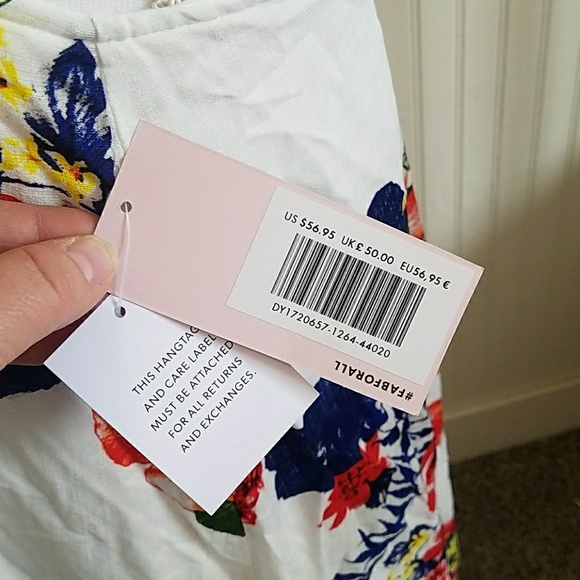 US $56.95 UK£50.00 EU56,95€
DY1720657-1264-44020
#FABFORALL
THIS HANGTAG
AND CARE LABEL
MUST BE ATTACHED
FOR ALL RETURNS
AND EXCHANGES.